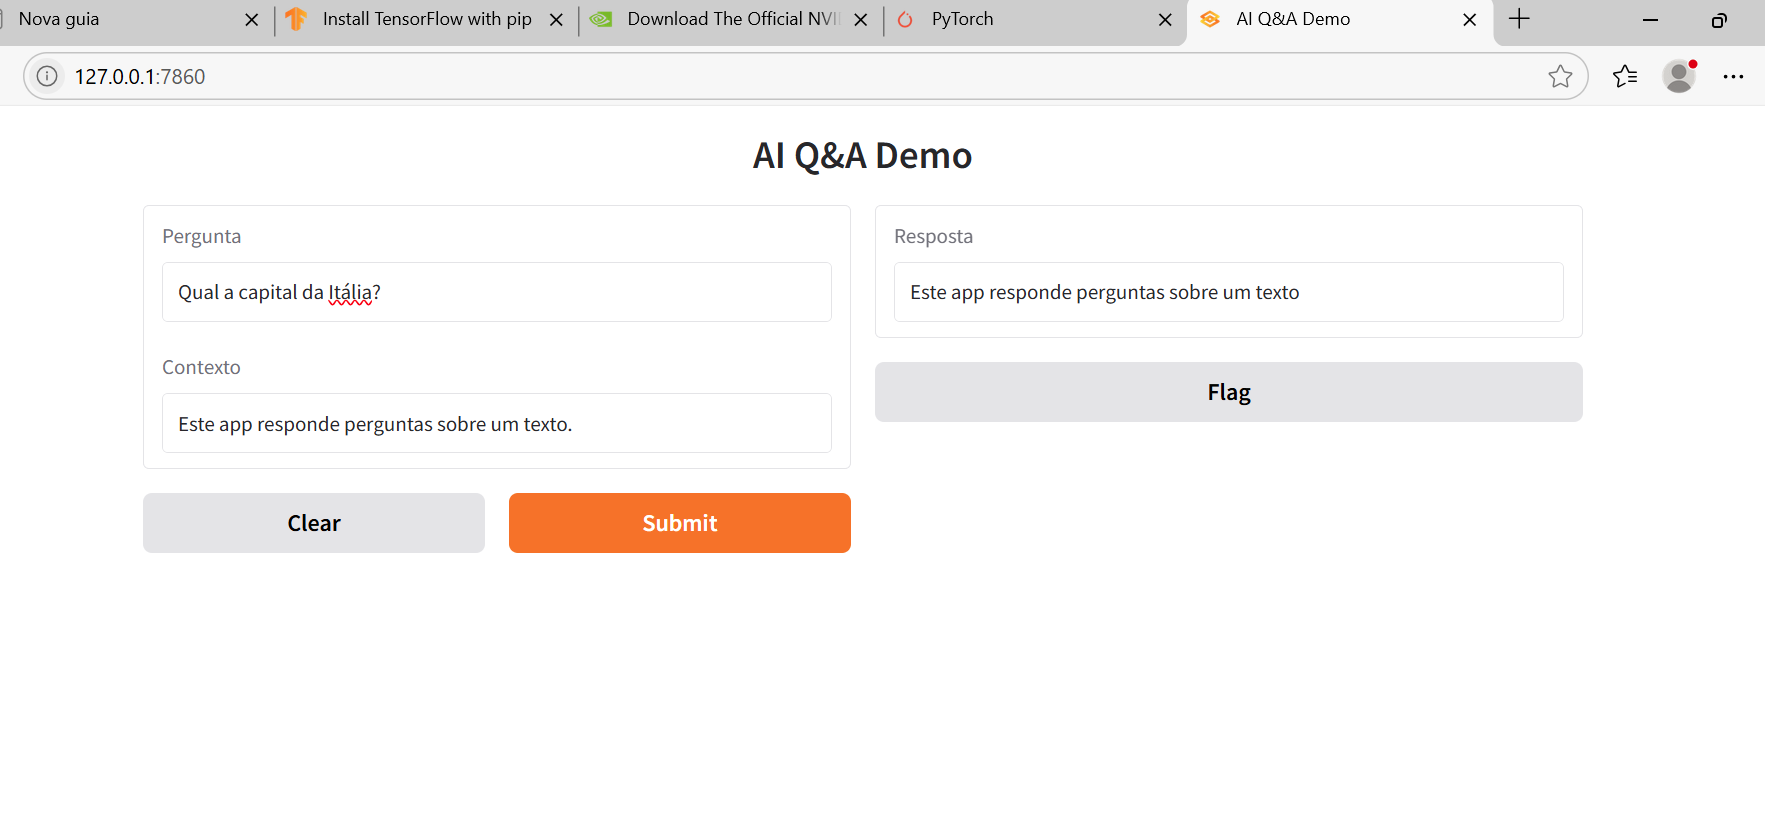 Nova guia
Install TensorFlow with pip
Download The Official NVI
PyTorch
AI Q&A Demo
127.0.0.1:7860
AI Q&A Demo
Pergunta
Qual a capital da Itália?
Contexto
Este app responde perguntas sobre um texto.
Clear
Submit
Resposta
Este app responde perguntas sobre um texto
Flag